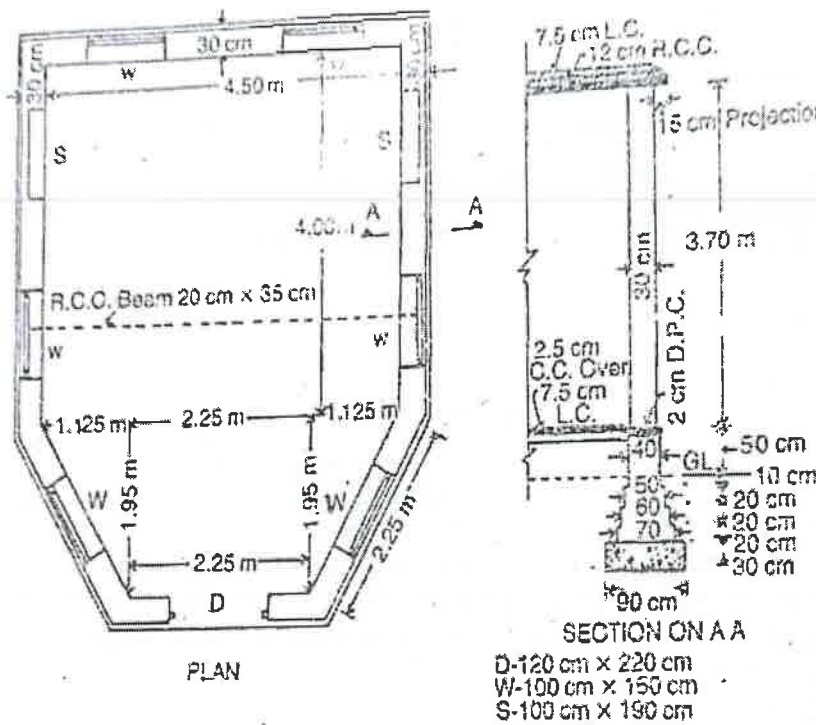 30 cm
W
30 cm
4.50 m
S
S
A
A
4.00m
R.C.C. Beam 20 cm × 35 cm
W
W
1.125 m
2.25 m
1.125 m
W
1.95 m
1.95 m
W
2.25 m
2.25 m
D
PLAN
7.5 cm L.C.
12 cm R.C.C.
15 cm Projection
3.70 m
30 cm
2 cm D.P.C.
2.5 cm
C.C. Over
7.5 cm
L.C.
40
GL
50 cm
10 cm
50
20 cm
60
20 cm
70
20 cm
30 cm
90 cm
SECTION ON A A
D-120 cm × 220 cm
W-100 cm × 150 cm
S-100 cm × 190 cm